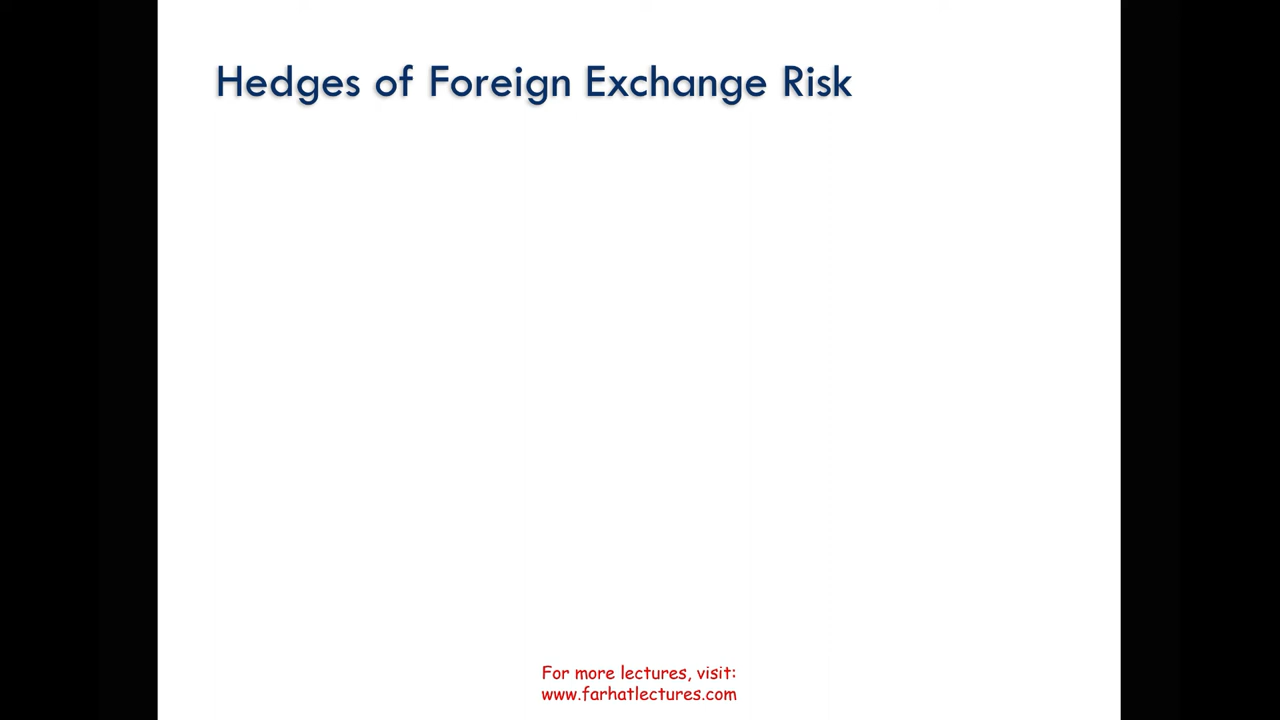 Hedges of Foreign Exchange Risk
For more lectures, visit:
www.farhatlectures.com